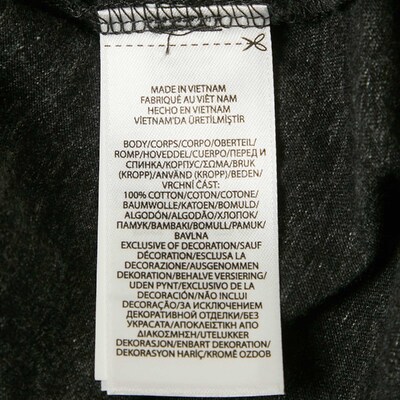 MADE IN VIETNAM
FABRIQUÉ AU VIÊT NAM
HECHO EN VIETNAM
VİETNAM'DA ÜRETİLMİŞTİR
BODY/CORPS/CORPO/OBERTEIL/
ROMP/HOVEDDEL/CUERPO/ПЕРЕД И
СПИНКА/КОРПУС/ΣΩΜΑ/BRUK
(KROPP)/ANVÄND (KROPP)/BEDEN/
VRCHNÍ ČÁST:
100% COTTON/COTON/COTONE/
BAUMWOLLE/KATOEN/BOMULD/
ALGODÓN/ALGODÃO/ХЛОПОК/
ПАМУК/ΒΑΜΒΑΚΙ/BOMULL/PAMUK/
BAVLNA
EXCLUSIVE OF DECORATION/SAUF
DÉCORATION/ESCLUSA LA
DECORAZIONE/AUSGENOMMEN
DEKORATION/BEHALVE VERSIERING/
UDEN PYNT/EXCLUSIVO DE LA
DECORACIÓN/NÃO INCLUI
DECORAÇÃO/ЗА ИСКЛЮЧЕНИЕМ
ДЕКОРАТИВНОЙ ОТДЕЛКИ/БЕЗ
УКРАСАТА/ΑΠΟΚΛΕΙΣΤΙΚΗ ΑΠΟ
ΔΙΑΚΟΣΜΗΣΗ/UTELUKKER
DEKORASJON/ENBART DEKORATION/
DEKORASYON HARİÇ/KROMĚ OZDOB